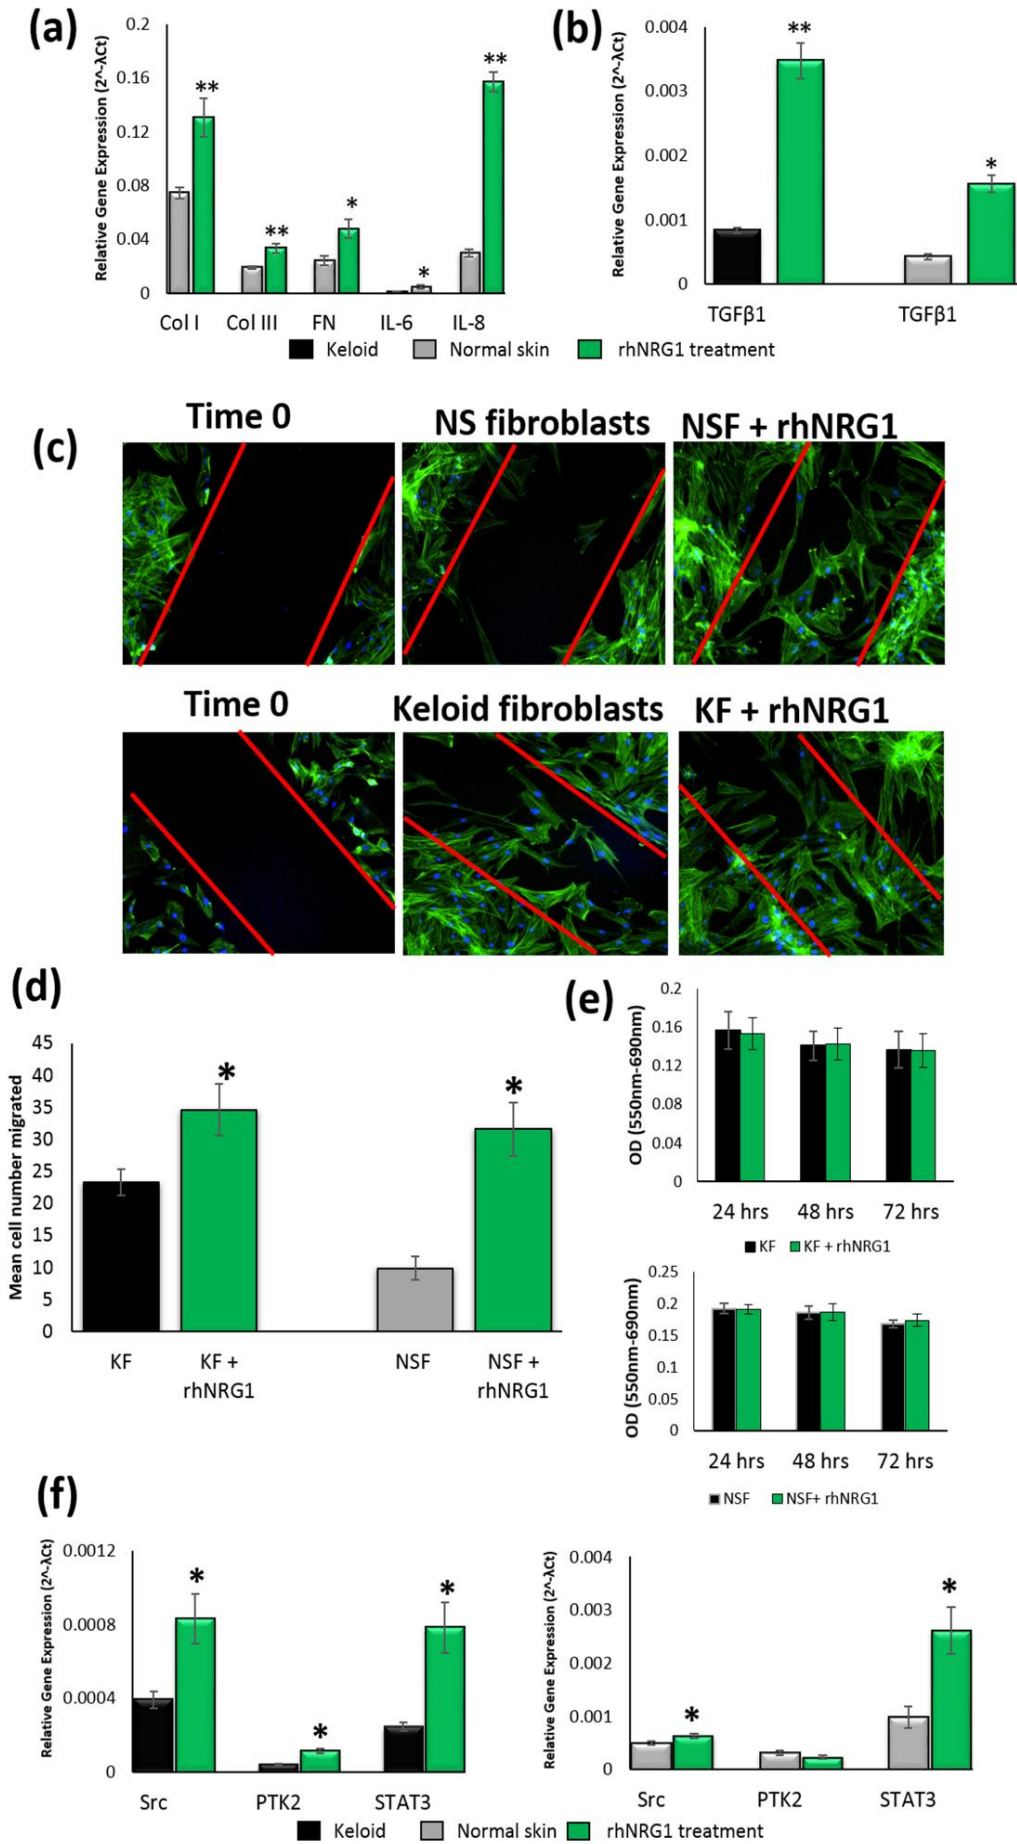 (a)
Relative Gene Expression (2^-λCt)
0.2
0.16
0.12
0.08
0.04
0
** ** * * **
Col I Col III FN IL-6 IL-8
(b)
Relative Gene Expression (2^-λCt)
0.004
0.003
0.002
0.001
0
** *
TGFβ1 TGFβ1
Keloid Normal skin rhNRG1 treatment
(c)
Time 0 NS fibroblasts NSF + rhNRG1
Time 0 Keloid fibroblasts KF + rhNRG1
(d)
Mean cell number migrated
45
40
35
30
25
20
15
10
5
0
* *
KF KF + NSF NSF +
rhNRG1 rhNRG1
(e)
OD (550nm-690nm)
0.2
0.16
0.12
0.08
0.04
0
24 hrs 48 hrs 72 hrs
KF KF + rhNRG1
OD (550nm-690nm)
0.25
0.2
0.15
0.1
0.05
0
24 hrs 48 hrs 72 hrs
NSF NSF+ rhNRG1
(f)
Relative Gene Expression (2^-λCt)
0.0012
0.0008
0.0004
0
* * *
Src PTK2 STAT3
Relative Gene Expression (2^-λCt)
0.004
0.003
0.002
0.001
0
* *
Src PTK2 STAT3
Keloid Normal skin rhNRG1 treatment